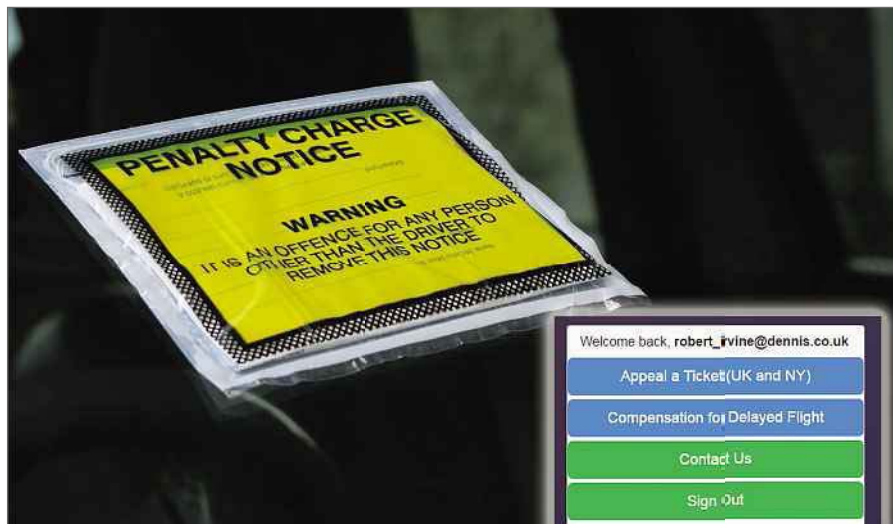 PENALTY CHARGE
NOTICE
WARNING
IT IS AN OFFENCE FOR ANY PERSON
OTHER THAN THE DRIVER TO
REMOVE THIS NOTICE
Welcome back, robert_irvine@dennis.co.uk
Appeal a Ticket(UK and NY)
Compensation for Delayed Flight
Contact Us
Sign Out